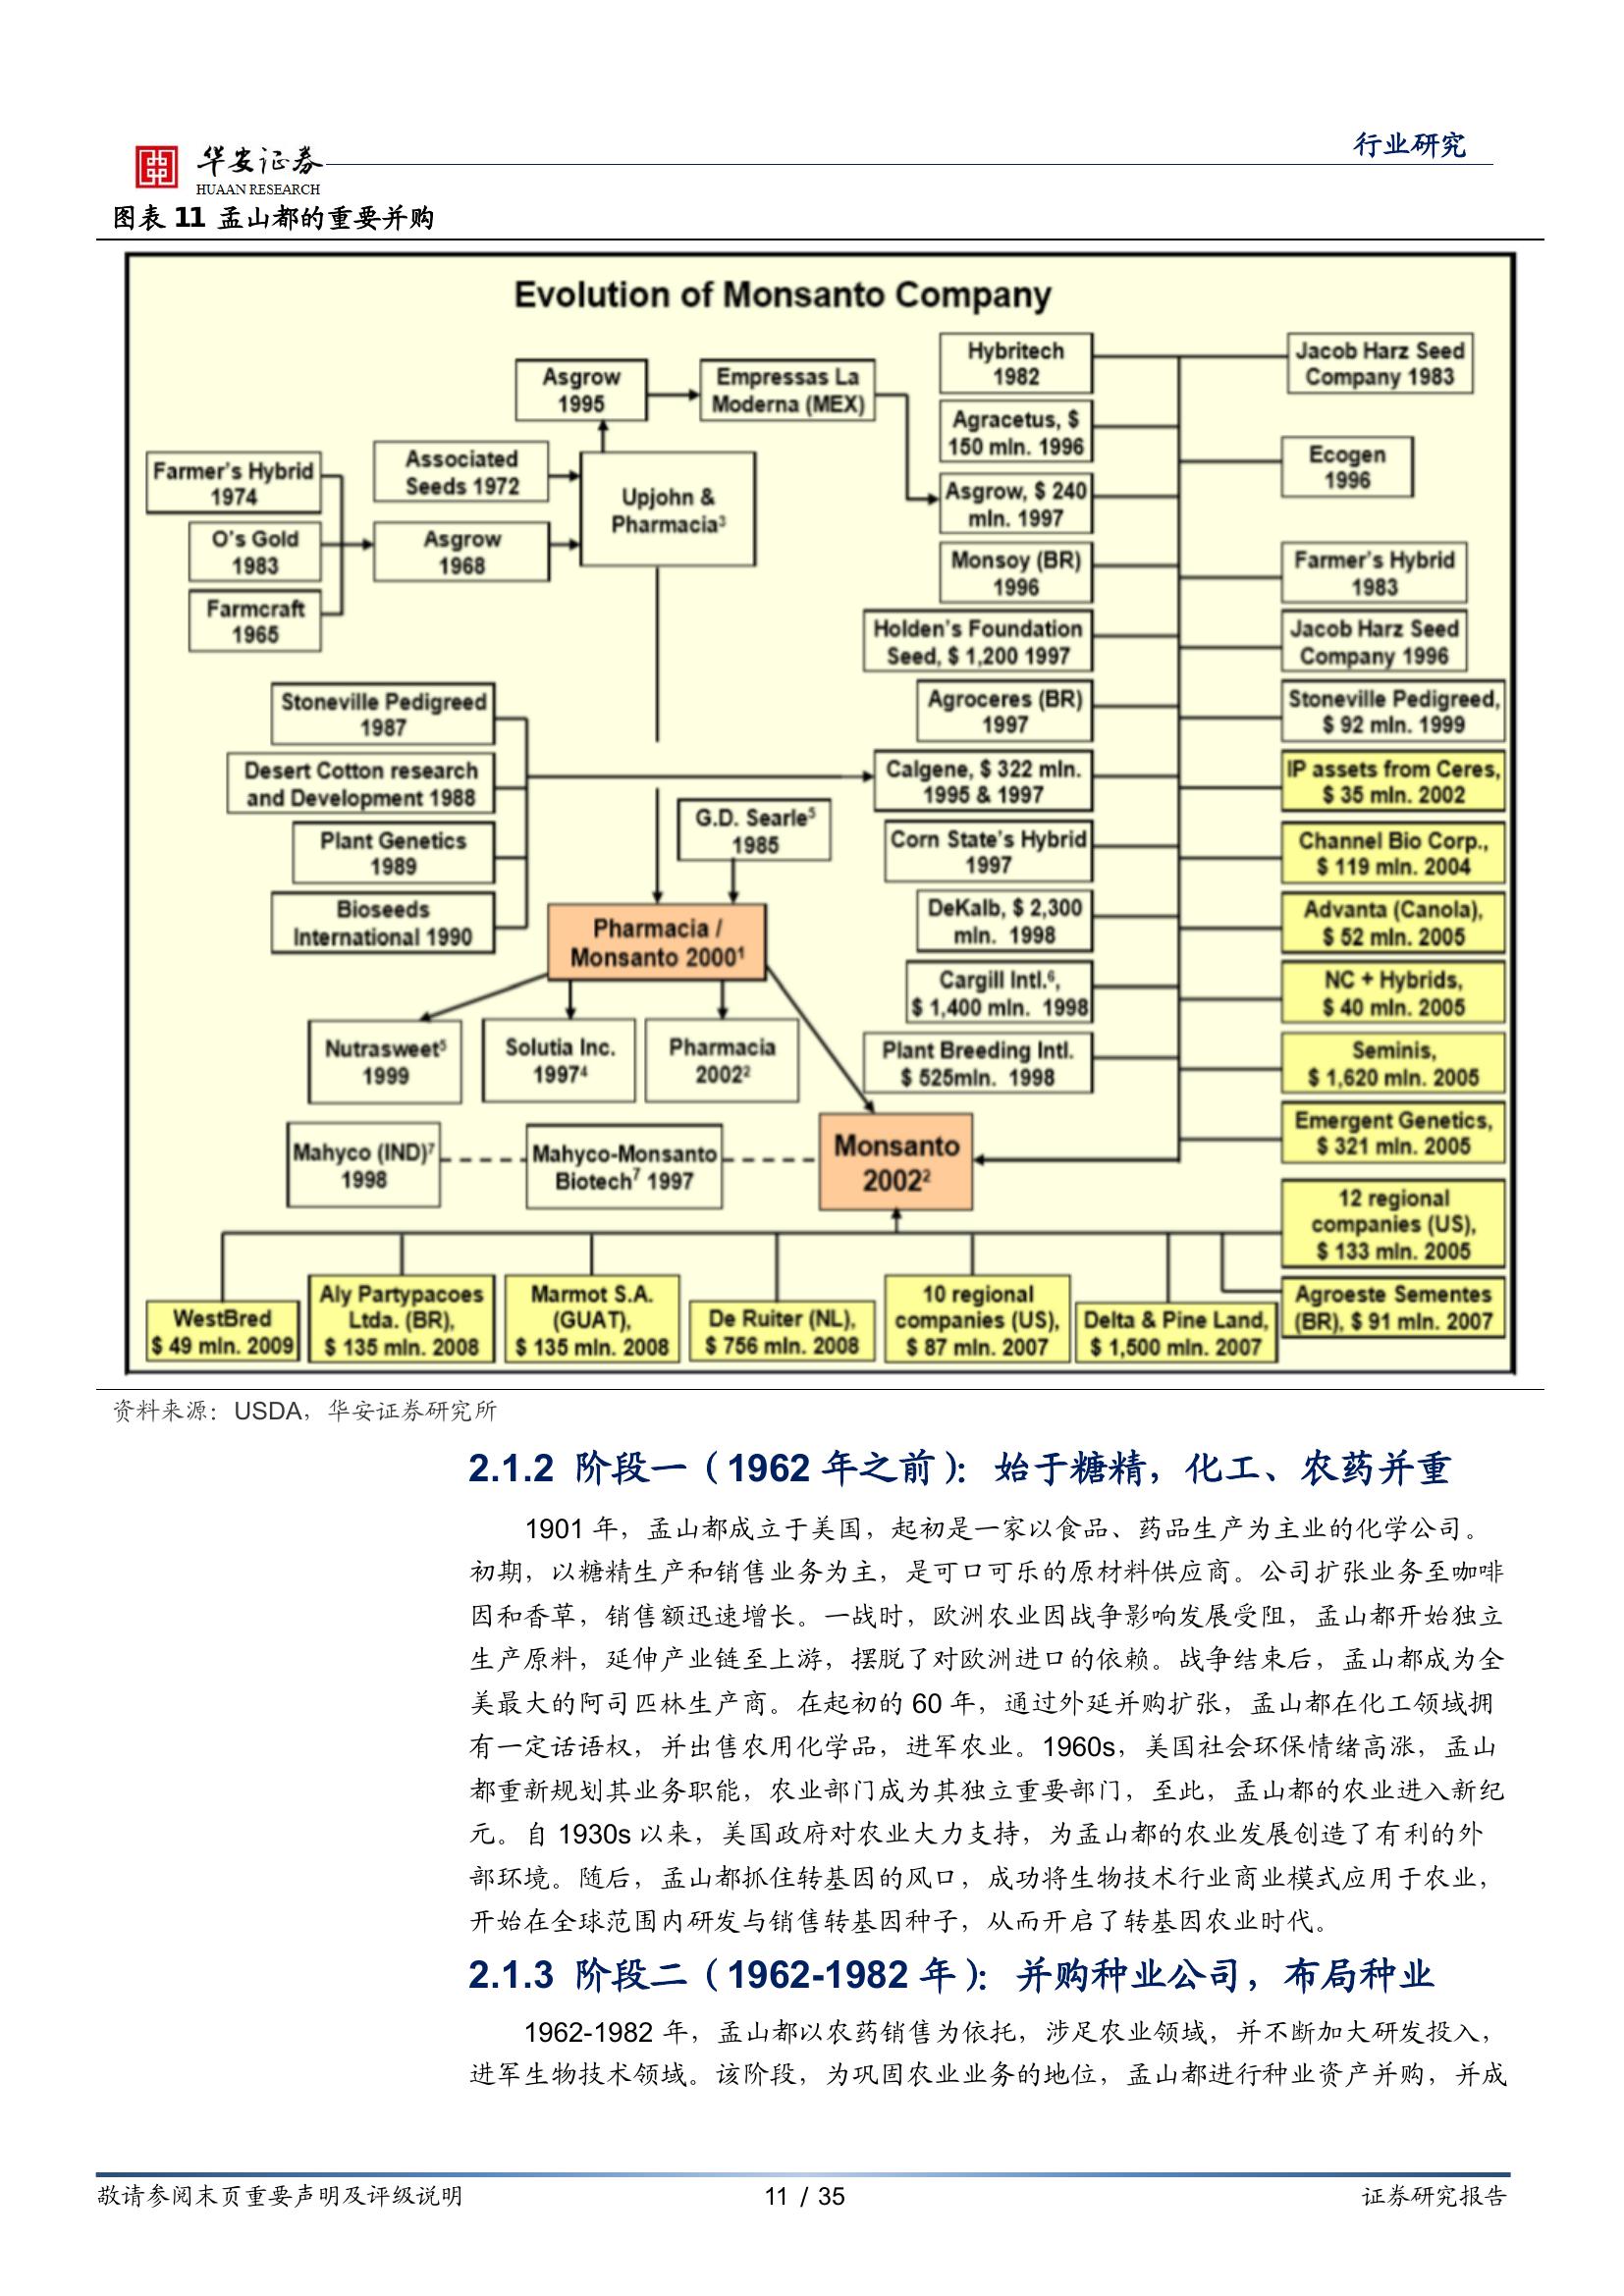 行业研究
华安证券
HUAAN RESEARCH
图表 11 孟山都的重要并购
Evolution of Monsanto Company
Hybritech
1982
Jacob Harz Seed
Company 1983
Asgrow
1995
Empressas La
Moderna (MEX)
Agracetus, $
150 mln. 1996
Ecogen
1996
Farmer's Hybrid
1974
Associated
Seeds 1972
Upjohn &
Pharmacia³
Asgrow, $ 240
mln. 1997
O's Gold
1983
Asgrow
1968
Monsoy (BR)
1996
Farmer's Hybrid
1983
Farmcraft
1965
Holden's Foundation
Seed, $ 1,200 1997
Jacob Harz Seed
Company 1996
Stoneville Pedigreed
1987
Agroceres (BR)
1997
Stoneville Pedigreed,
$ 92 mln. 1999
Desert Cotton research
and Development 1988
Calgene, $ 322 mln.
1995 & 1997
IP assets from Ceres,
$ 35 mln. 2002
Plant Genetics
1989
G.D. Searle⁵
1985
Corn State's Hybrid
1997
Channel Bio Corp.,
$ 119 mln. 2004
Bioseeds
International 1990
Pharmacia /
Monsanto 2000¹
DeKalb, $ 2,300
mln. 1998
Advanta (Canola),
$ 52 mln. 2005
Cargill Intl.⁶,
$ 1,400 mln. 1998
NC + Hybrids,
$ 40 mln. 2005
Nutrasweet⁵
1999
Solutia Inc.
1997⁴
Pharmacia
2002²
Plant Breeding Intl.
$ 525mln. 1998
Seminis,
$ 1,620 mln. 2005
Emergent Genetics,
$ 321 mln. 2005
Mahyco (IND)⁷
1998
Mahyco-Monsanto
Biotech⁷ 1997
Monsanto
2002²
12 regional
companies (US),
$ 133 mln. 2005
WestBred
$ 49 mln. 2009
Aly Partypacoes
Ltda. (BR),
$ 135 mln. 2008
Marmot S.A.
(GUAT),
$ 135 mln. 2008
De Ruiter (NL),
$ 756 mln. 2008
10 regional
companies (US),
$ 87 mln. 2007
Delta & Pine Land,
$ 1,500 mln. 2007
Agroeste Sementes
(BR), $ 91 mln. 2007
资料来源：USDA，华安证券研究所
2.1.2 阶段一（1962 年之前）：始于糖精，化工、农药并重
1901 年，孟山都成立于美国，起初是一家以食品、药品生产为主业的化学公司。
初期，以糖精生产和销售业务为主，是可口可乐的原材料供应商。公司扩张业务至咖啡
因和香草，销售额迅速增长。一战时，欧洲农业因战争影响发展受阻，孟山都开始独立
生产原料，延伸产业链至上游，摆脱了对欧洲进口的依赖。战争结束后，孟山都成为全
美最大的阿司匹林生产商。在起初的 60 年，通过外延并购扩张，孟山都在化工领域拥
有一定话语权，并出售农用化学品，进军农业。1960s，美国社会环保情绪高涨，孟山
都重新规划其业务职能，农业部门成为其独立重要部门，至此，孟山都的农业进入新纪
元。自 1930s 以来，美国政府对农业大力支持，为孟山都的农业发展创造了有利的外
部环境。随后，孟山都抓住转基因的风口，成功将生物技术行业商业模式应用于农业，
开始在全球范围内研发与销售转基因种子，从而开启了转基因农业时代。
2.1.3 阶段二（1962-1982 年）：并购种业公司，布局种业
1962-1982 年，孟山都以农药销售为依托，涉足农业领域，并不断加大研发投入，
进军生物技术领域。该阶段，为巩固农业业务的地位，孟山都进行种业资产并购，并成
敬请参阅末页重要声明及评级说明
11 / 35
证券研究报告